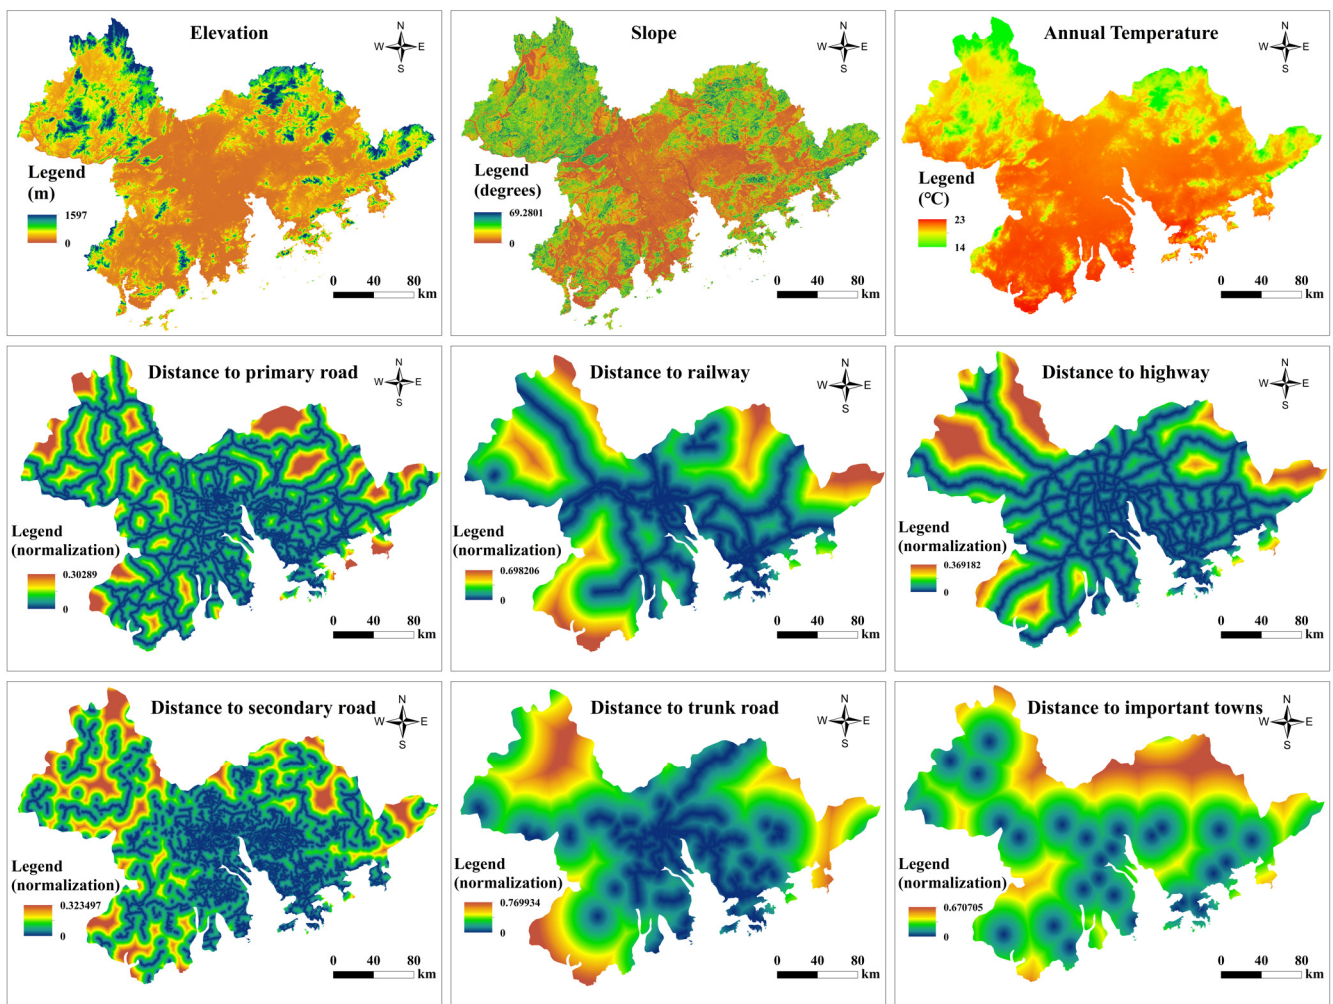 Elevation
N
W E
S
Legend
(m)
1597
0
0 40 80
km
Slope
N
W E
S
Legend
(degrees)
69.2801
0
0 40 80
km
Annual Temperature
N
W E
S
Legend
(°C)
23
14
0 40 80
km
Distance to primary road
N
W E
S
Legend
(normalization)
0.30289
0
0 40 80
km
Distance to railway
N
W E
S
Legend
(normalization)
0.698206
0
0 40 80
km
Distance to highway
N
W E
S
Legend
(normalization)
0.369182
0
0 40 80
km
Distance to secondary road
N
W E
S
Legend
(normalization)
0.323497
0
0 40 80
km
Distance to trunk road
N
W E
S
Legend
(normalization)
0.769934
0
0 40 80
km
Distance to important towns
N
W E
S
Legend
(normalization)
0.670705
0
0 40 80
km